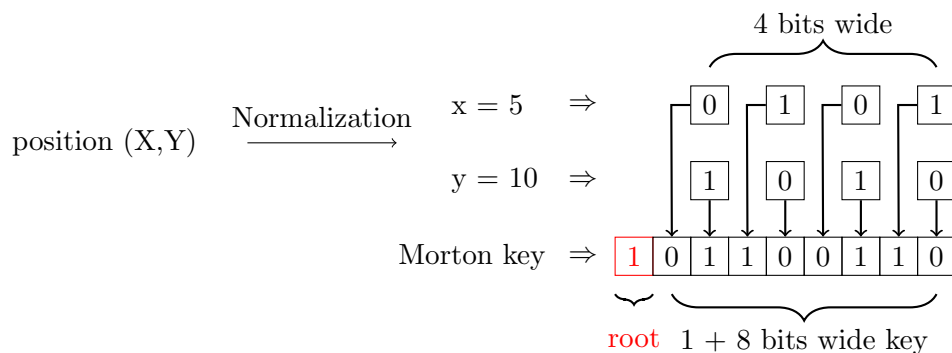 4 bits wide
x = 5 ⇒ 0 1 0 1
position (X,Y) Normalization
y = 10 ⇒ 1 0 1 0
Morton key ⇒ 1 0 1 1 0 0 1 1 0
root 1 + 8 bits wide key